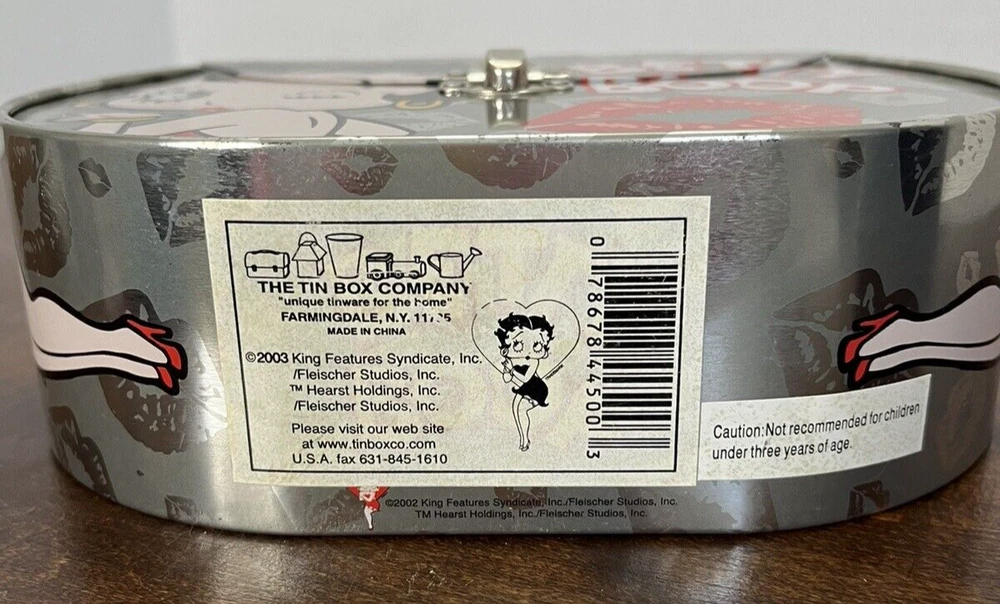 BOOP
THE TIN BOX COMPANY
"unique tinware for the home"
FARMINGDALE, N.Y.
MADE IN CHINA
©2003 King Features Syndicate, Inc.
/Fleischer Studios, Inc.
™ Hearst Holdings, Inc.
/Fleischer Studios, Inc.
Please visit our web site
at www.tinboxco.com
U.S.A. fax 631-845-1610
0 78678 44500 3
Caution:Not recommended for children
under three years of age.
©2002 King Features Syndicate, Inc./Fleischer Studios, Inc.
TM Hearst Holdings, Inc./Fleischer Studios, Inc.